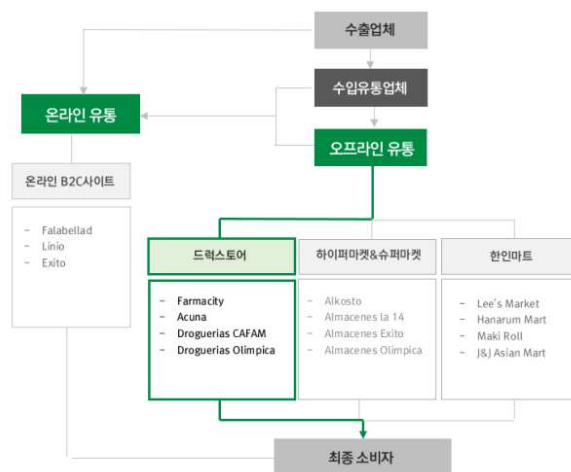 수출업체
수입유통업체
온라인 유통
오프라인 유통
온라인 B2C사이트
- Falabellad
- Linio
- Exito
드럭스토어
- Farmacity
- Acuna
- Droguerias CAFAM
- Droguerias Olimpica
하이퍼마켓&슈퍼마켓
- Alkosto
- Almacenes la 14
- Almacenes Exito
- Almacenes Olimpica
한인마트
- Lee's Market
- Hanarum Mart
- Maki Roll
- J&J Asian Mart
최종 소비자